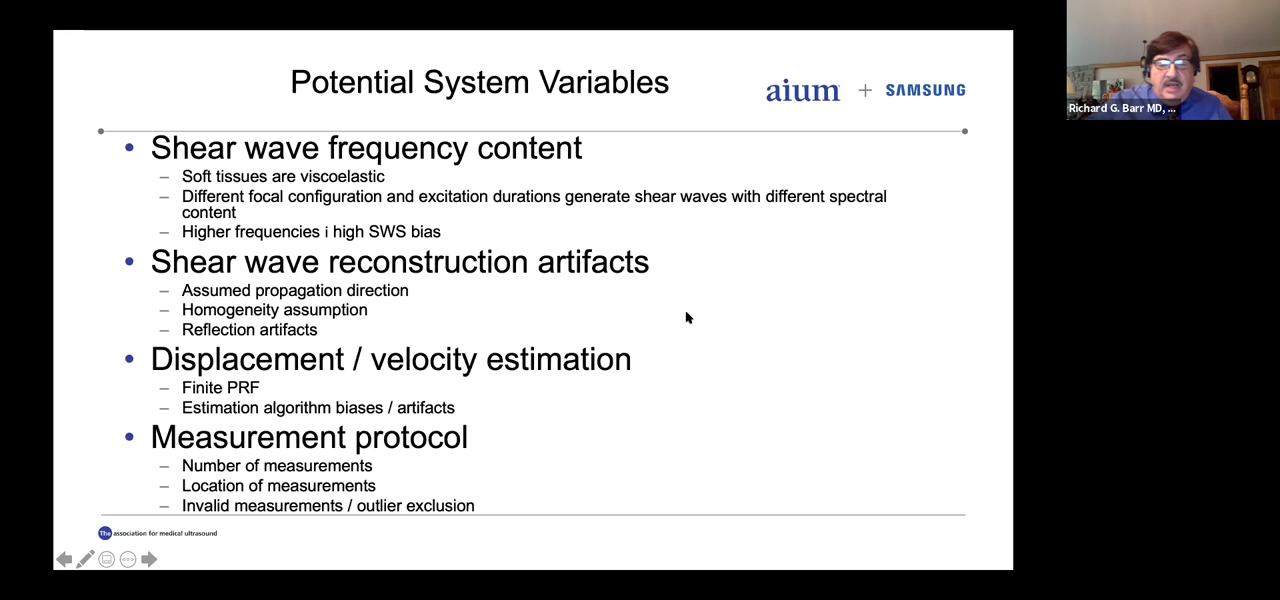 Potential System Variables
aium + SAMSUNG
Richard G. Barr MD, ...
• Shear wave frequency content
– Soft tissues are viscoelastic
– Different focal configuration and excitation durations generate shear waves with different spectral
content
– Higher frequencies i high SWS bias
• Shear wave reconstruction artifacts
– Assumed propagation direction
– Homogeneity assumption
– Reflection artifacts
• Displacement / velocity estimation
– Finite PRF
– Estimation algorithm biases / artifacts
• Measurement protocol
– Number of measurements
– Location of measurements
– Invalid measurements / outlier exclusion
The association for medical ultrasound